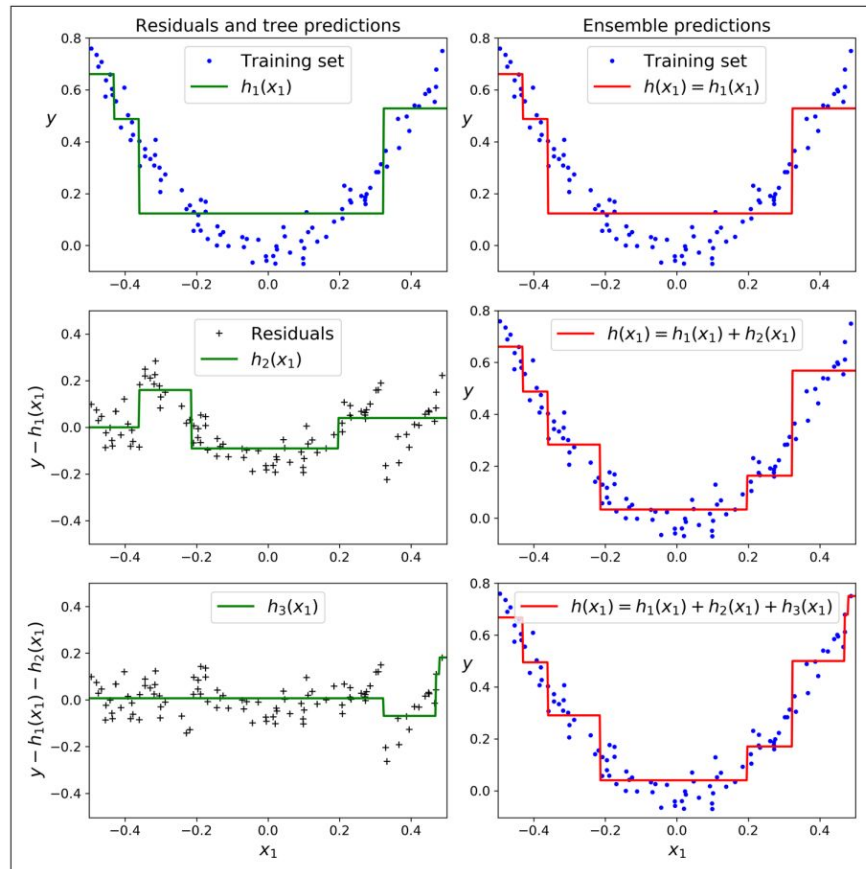 Residuals and tree predictions
Ensemble predictions
0.8
0.6
y
0.4
0.2
0.0
Training set
h₁(x₁)
−0.4 −0.2 0.0 0.2 0.4
0.8
0.6
y
0.4
0.2
0.0
Training set
h(x₁) = h₁(x₁)
−0.4 −0.2 0.0 0.2 0.4
0.4
0.2
0.0
−0.2
−0.4
y − h₁(x₁)
Residuals
h₂(x₁)
−0.4 −0.2 0.0 0.2 0.4
0.8
y
0.6
0.4
0.2
0.0
h(x₁) = h₁(x₁) + h₂(x₁)
−0.4 −0.2 0.0 0.2 0.4
0.4
0.2
0.0
−0.2
−0.4
y − h₁(x₁) − h₂(x₁)
h₃(x₁)
−0.4 −0.2 0.0 0.2 0.4
x₁
0.8
y
0.6
0.4
0.2
0.0
h(x₁) = h₁(x₁) + h₂(x₁) + h₃(x₁)
−0.4 −0.2 0.0 0.2 0.4
x₁